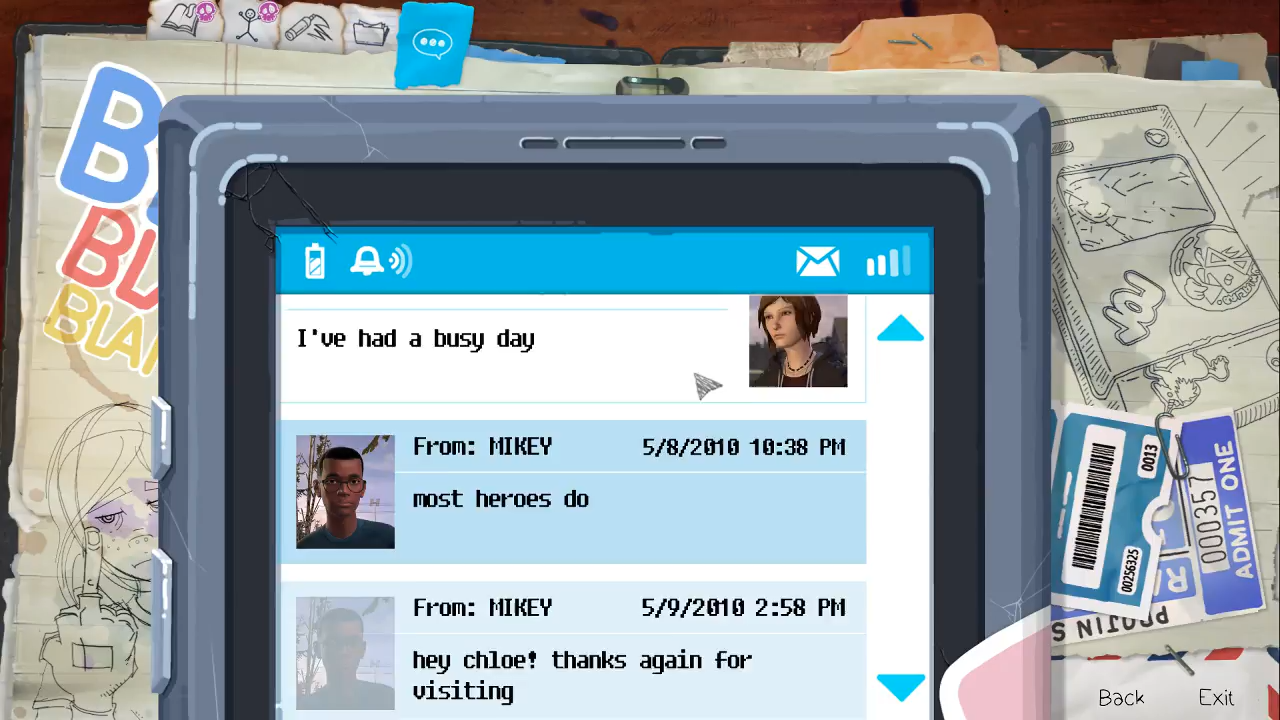 I've had a busy day
From: MIKEY 5/8/2010 10:38 PM
most heroes do
From: MIKEY 5/9/2010 2:58 PM
hey chloe! thanks again for
visiting
0013
00256325
000357
ADMIT ONE
Back
Exit